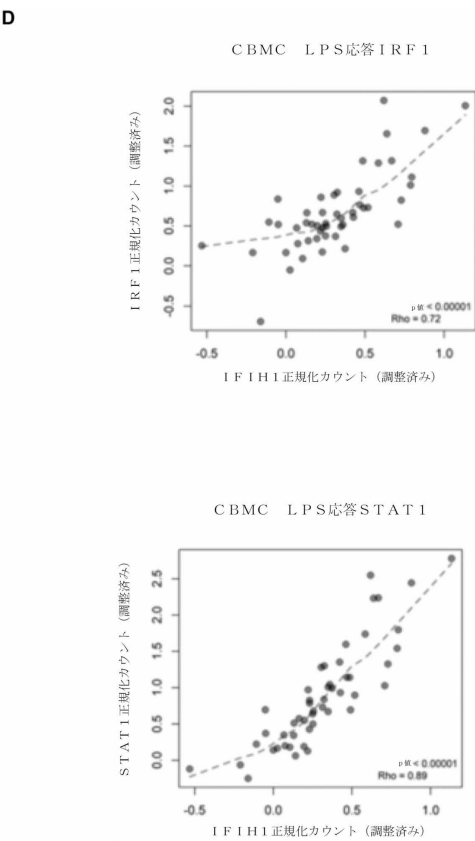 D
ＣＢＭＣ　ＬＰＳ応答ＩＲＦ１
ＩＲＦ１正規化カウント（調整済み）
2.0
1.5
1.0
0.5
0.0
-0.5
p値 < 0.00001
Rho = 0.72
-0.5 0.0 0.5 1.0
ＩＦＩＨ１正規化カウント（調整済み）
ＣＢＭＣ　ＬＰＳ応答ＳＴＡＴ１
ＳＴＡＴ１正規化カウント（調整済み）
2.5
2.0
1.5
1.0
0.5
0.0
p値 < 0.00001
Rho = 0.89
-0.5 0.0 0.5 1.0
ＩＦＩＨ１正規化カウント（調整済み）